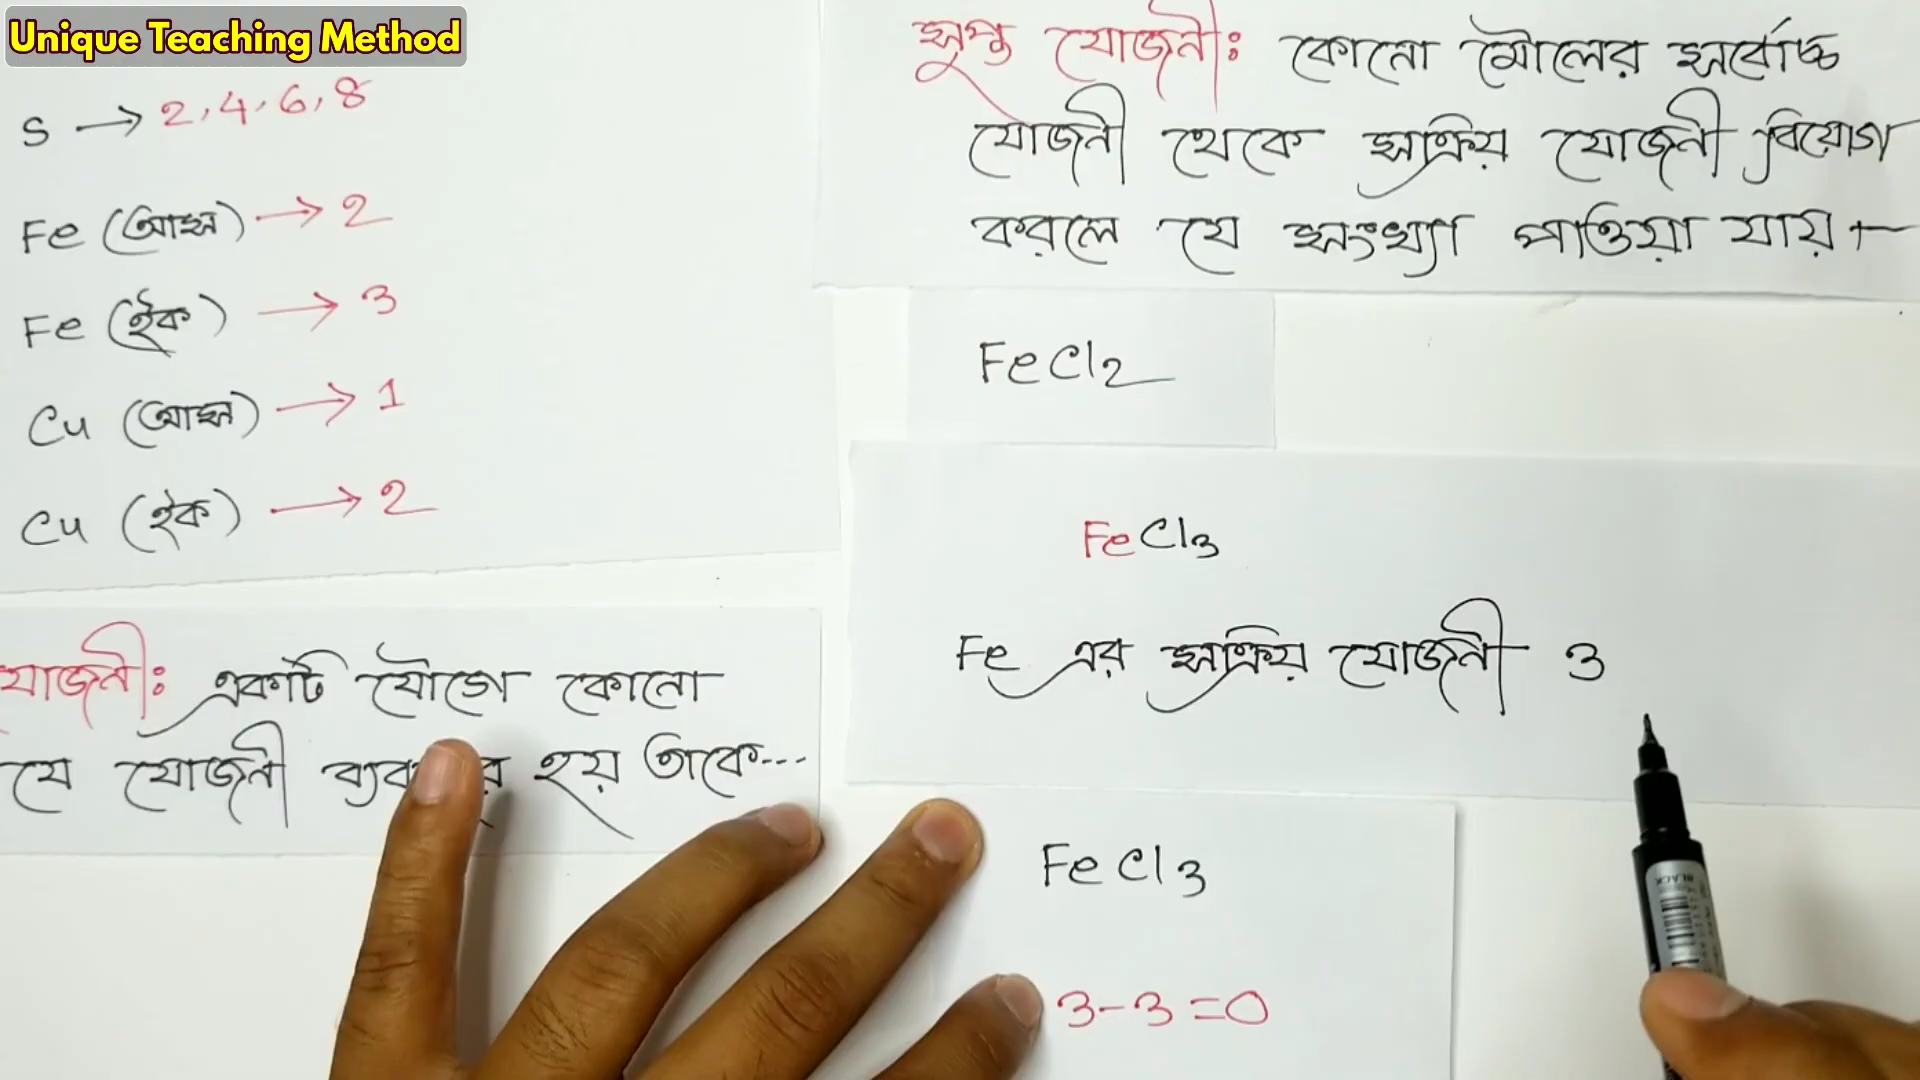 Unique Teaching Method
S → 2, 4, 6, 8
Fe (আস) → 2
Fe (ইক) → 3
Cu (আস) → 1
Cu (ইক) → 2
যোজনী: একটি যৌগে কোনো
যে যোজনী হয় তাকে---
সুপ্ত যোজনী: কোনো মৌলের সর্বোচ্চ
যোজনী থেকে সক্রিয় যোজনী বিয়োগ
করলে যে সংখ্যা পাওয়া যায়।
FeCl2
FeCl3
Fe এর সক্রিয় যোজনী 3
FeCl3
3-3=0